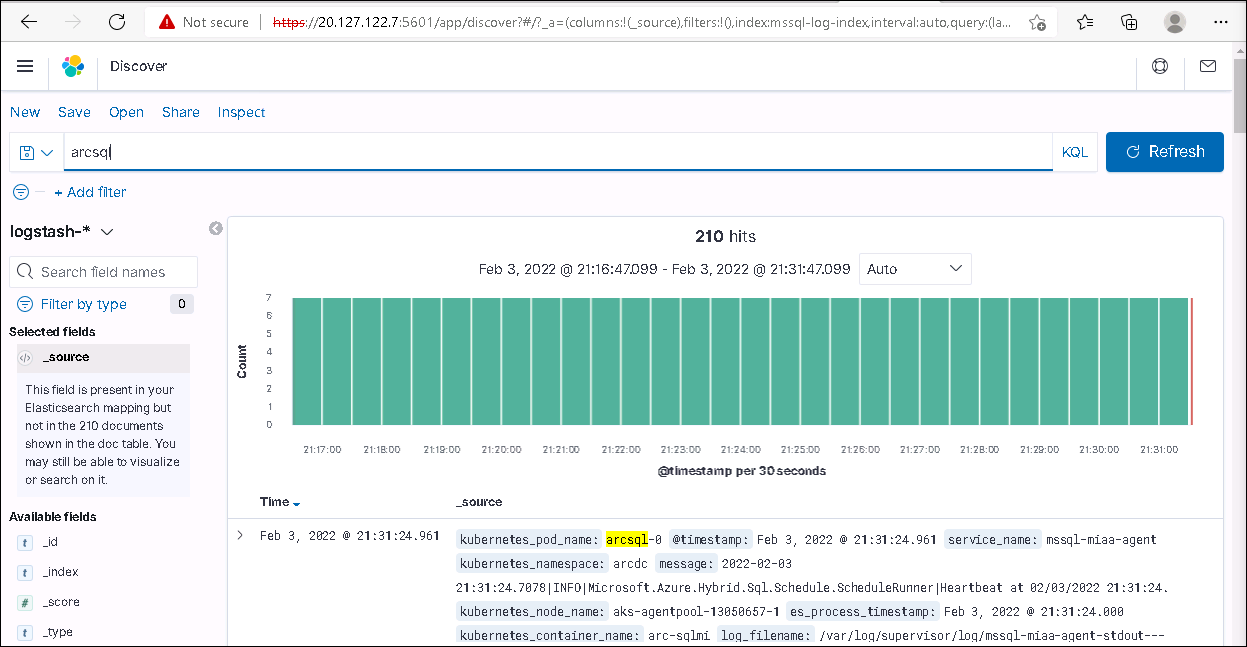 Not secure | https://20.127.122.7:5601/app/discover?#/?_a=(columns:!(_source),filters:!(),index:mssql-log-index,interval:auto,query:(la...
Discover
New Save Open Share Inspect
arcsql KQL Refresh
+ Add filter
logstash-*
Search field names
Filter by type 0
Selected fields
_source
This field is present in your
Elasticsearch mapping but
not in the 210 documents
shown in the doc table. You
may still be able to visualize
or search on it.
Available fields
_id
_index
_score
_type
210 hits
Feb 3, 2022 @ 21:16:47.099 - Feb 3, 2022 @ 21:31:47.099 Auto
Count
7
6
5
4
3
2
1
0
21:17:00 21:18:00 21:19:00 21:20:00 21:21:00 21:22:00 21:23:00 21:24:00 21:25:00 21:26:00 21:27:00 21:28:00 21:29:00 21:30:00 21:31:00
@timestamp per 30 seconds
Time _source
Feb 3, 2022 @ 21:31:24.961 kubernetes_pod_name: arcsql-0 @timestamp: Feb 3, 2022 @ 21:31:24.961 service_name: mssql-miaa-agent
kubernetes_namespace: arcdc message: 2022-02-03
21:31:24.7078|INFO|Microsoft.Azure.Hybrid.Sql.Schedule.ScheduleRunner|Heartbeat at 02/03/2022 21:31:24.
kubernetes_node_name: aks-agentpool-13050657-1 es_process_timestamp: Feb 3, 2022 @ 21:31:24.000
kubernetes_container_name: arc-sqlmi log_filename: /var/log/supervisor/log/mssql-miaa-agent-stdout---